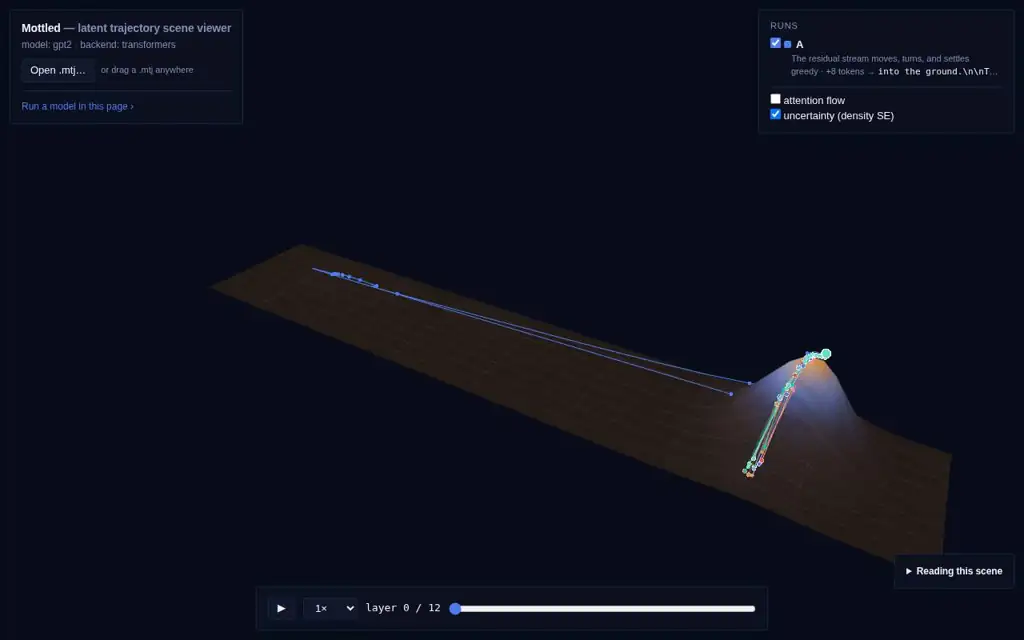 Mottled — latent trajectory scene viewer
model: gpt2 · backend: transformers
Open .mtj… or drag a .mtj anywhere
Run a model in this page ›
RUNS
A
The residual stream moves, turns, and settles
greedy · +8 tokens → into the ground.\n\nT…
attention flow
uncertainty (density SE)
Reading this scene
1×
layer 0 / 12